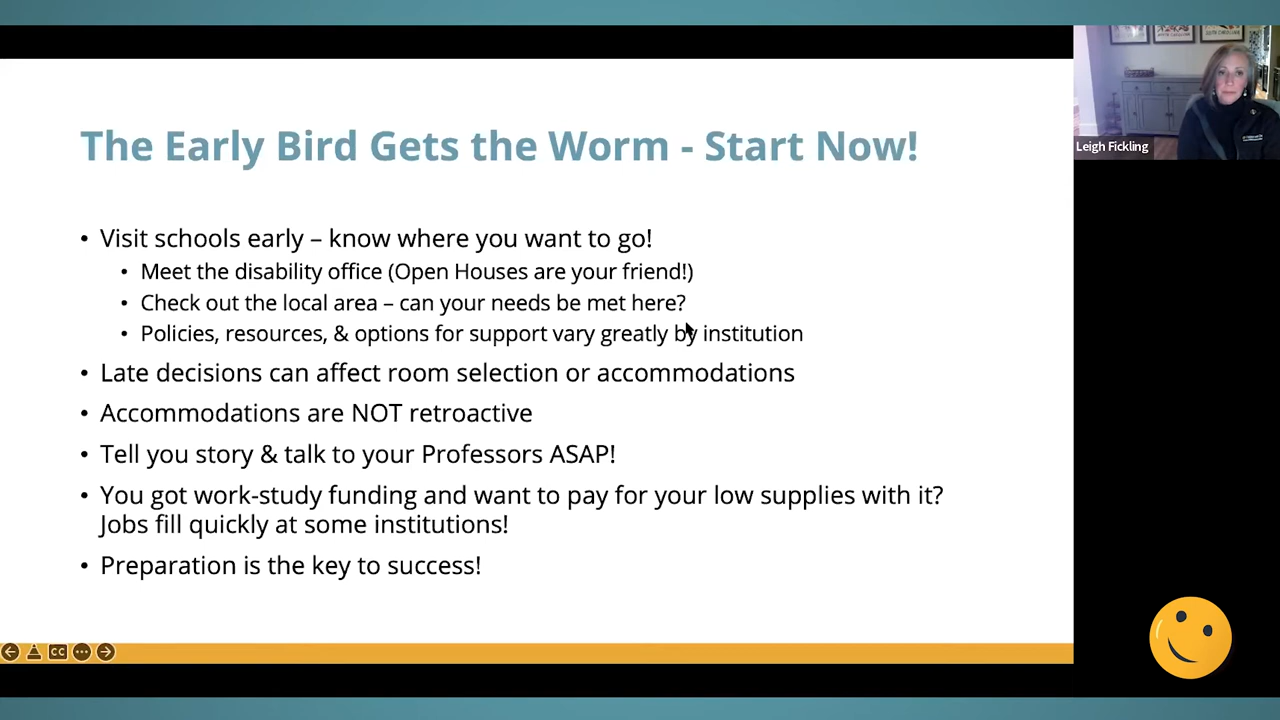 The Early Bird Gets the Worm - Start Now!
• Visit schools early – know where you want to go!
• Meet the disability office (Open Houses are your friend!)
• Check out the local area – can your needs be met here?
• Policies, resources, & options for support vary greatly by institution
• Late decisions can affect room selection or accommodations
• Accommodations are NOT retroactive
• Tell you story & talk to your Professors ASAP!
• You got work-study funding and want to pay for your low supplies with it?
Jobs fill quickly at some institutions!
• Preparation is the key to success!
CC
Leigh Fickling